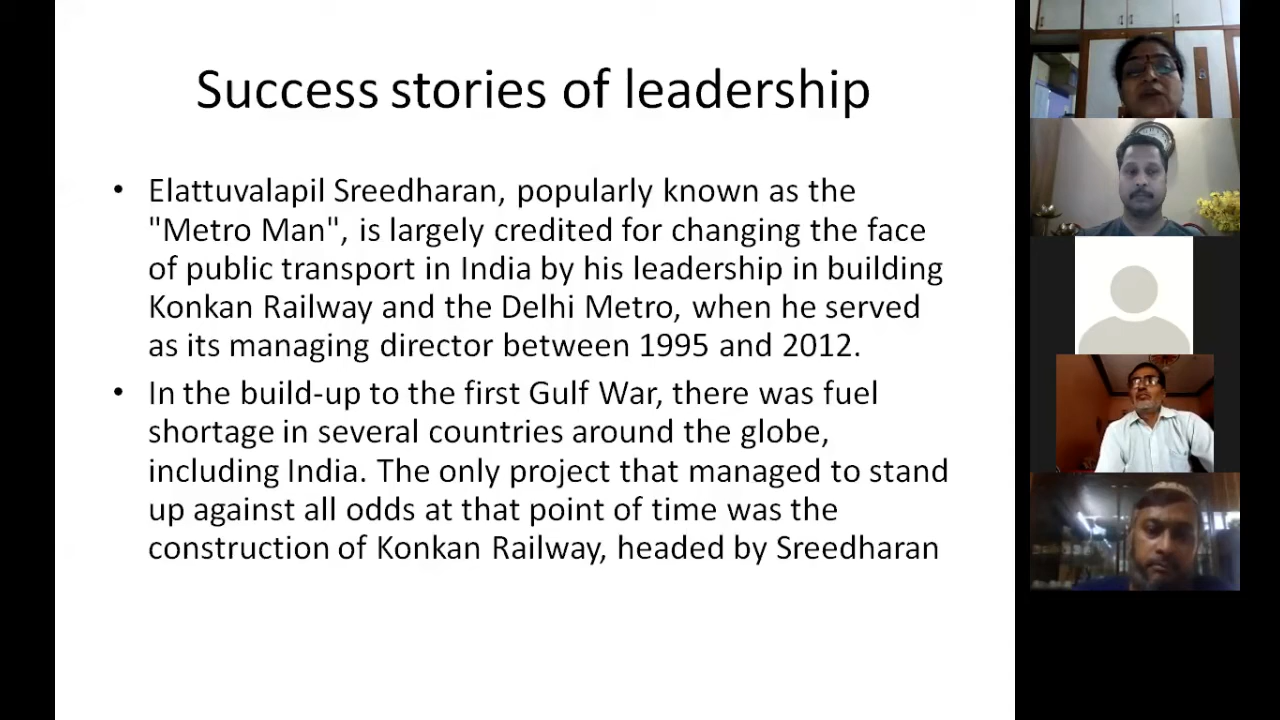 Success stories of leadership
• Elattuvalapil Sreedharan, popularly known as the
"Metro Man", is largely credited for changing the face
of public transport in India by his leadership in building
Konkan Railway and the Delhi Metro, when he served
as its managing director between 1995 and 2012.
• In the build-up to the first Gulf War, there was fuel
shortage in several countries around the globe,
including India. The only project that managed to stand
up against all odds at that point of time was the
construction of Konkan Railway, headed by Sreedharan